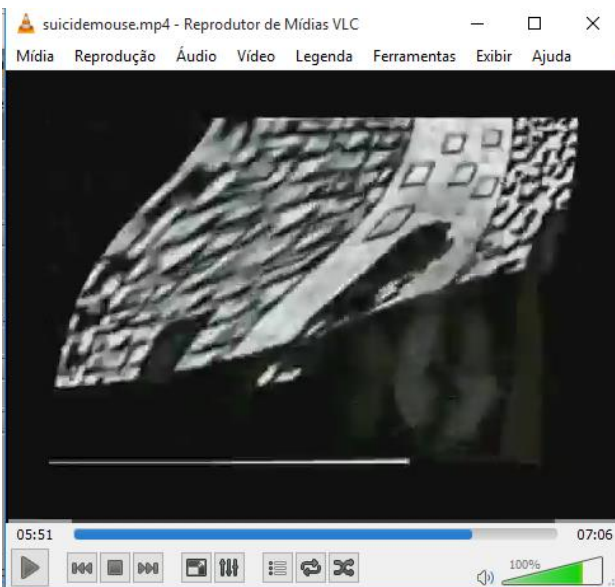 suicidemouse.mp4 - Reprodutor de Mídias VLC
Mídia Reprodução Áudio Vídeo Legenda Ferramentas Exibir Ajuda
05:51 07:06
100%